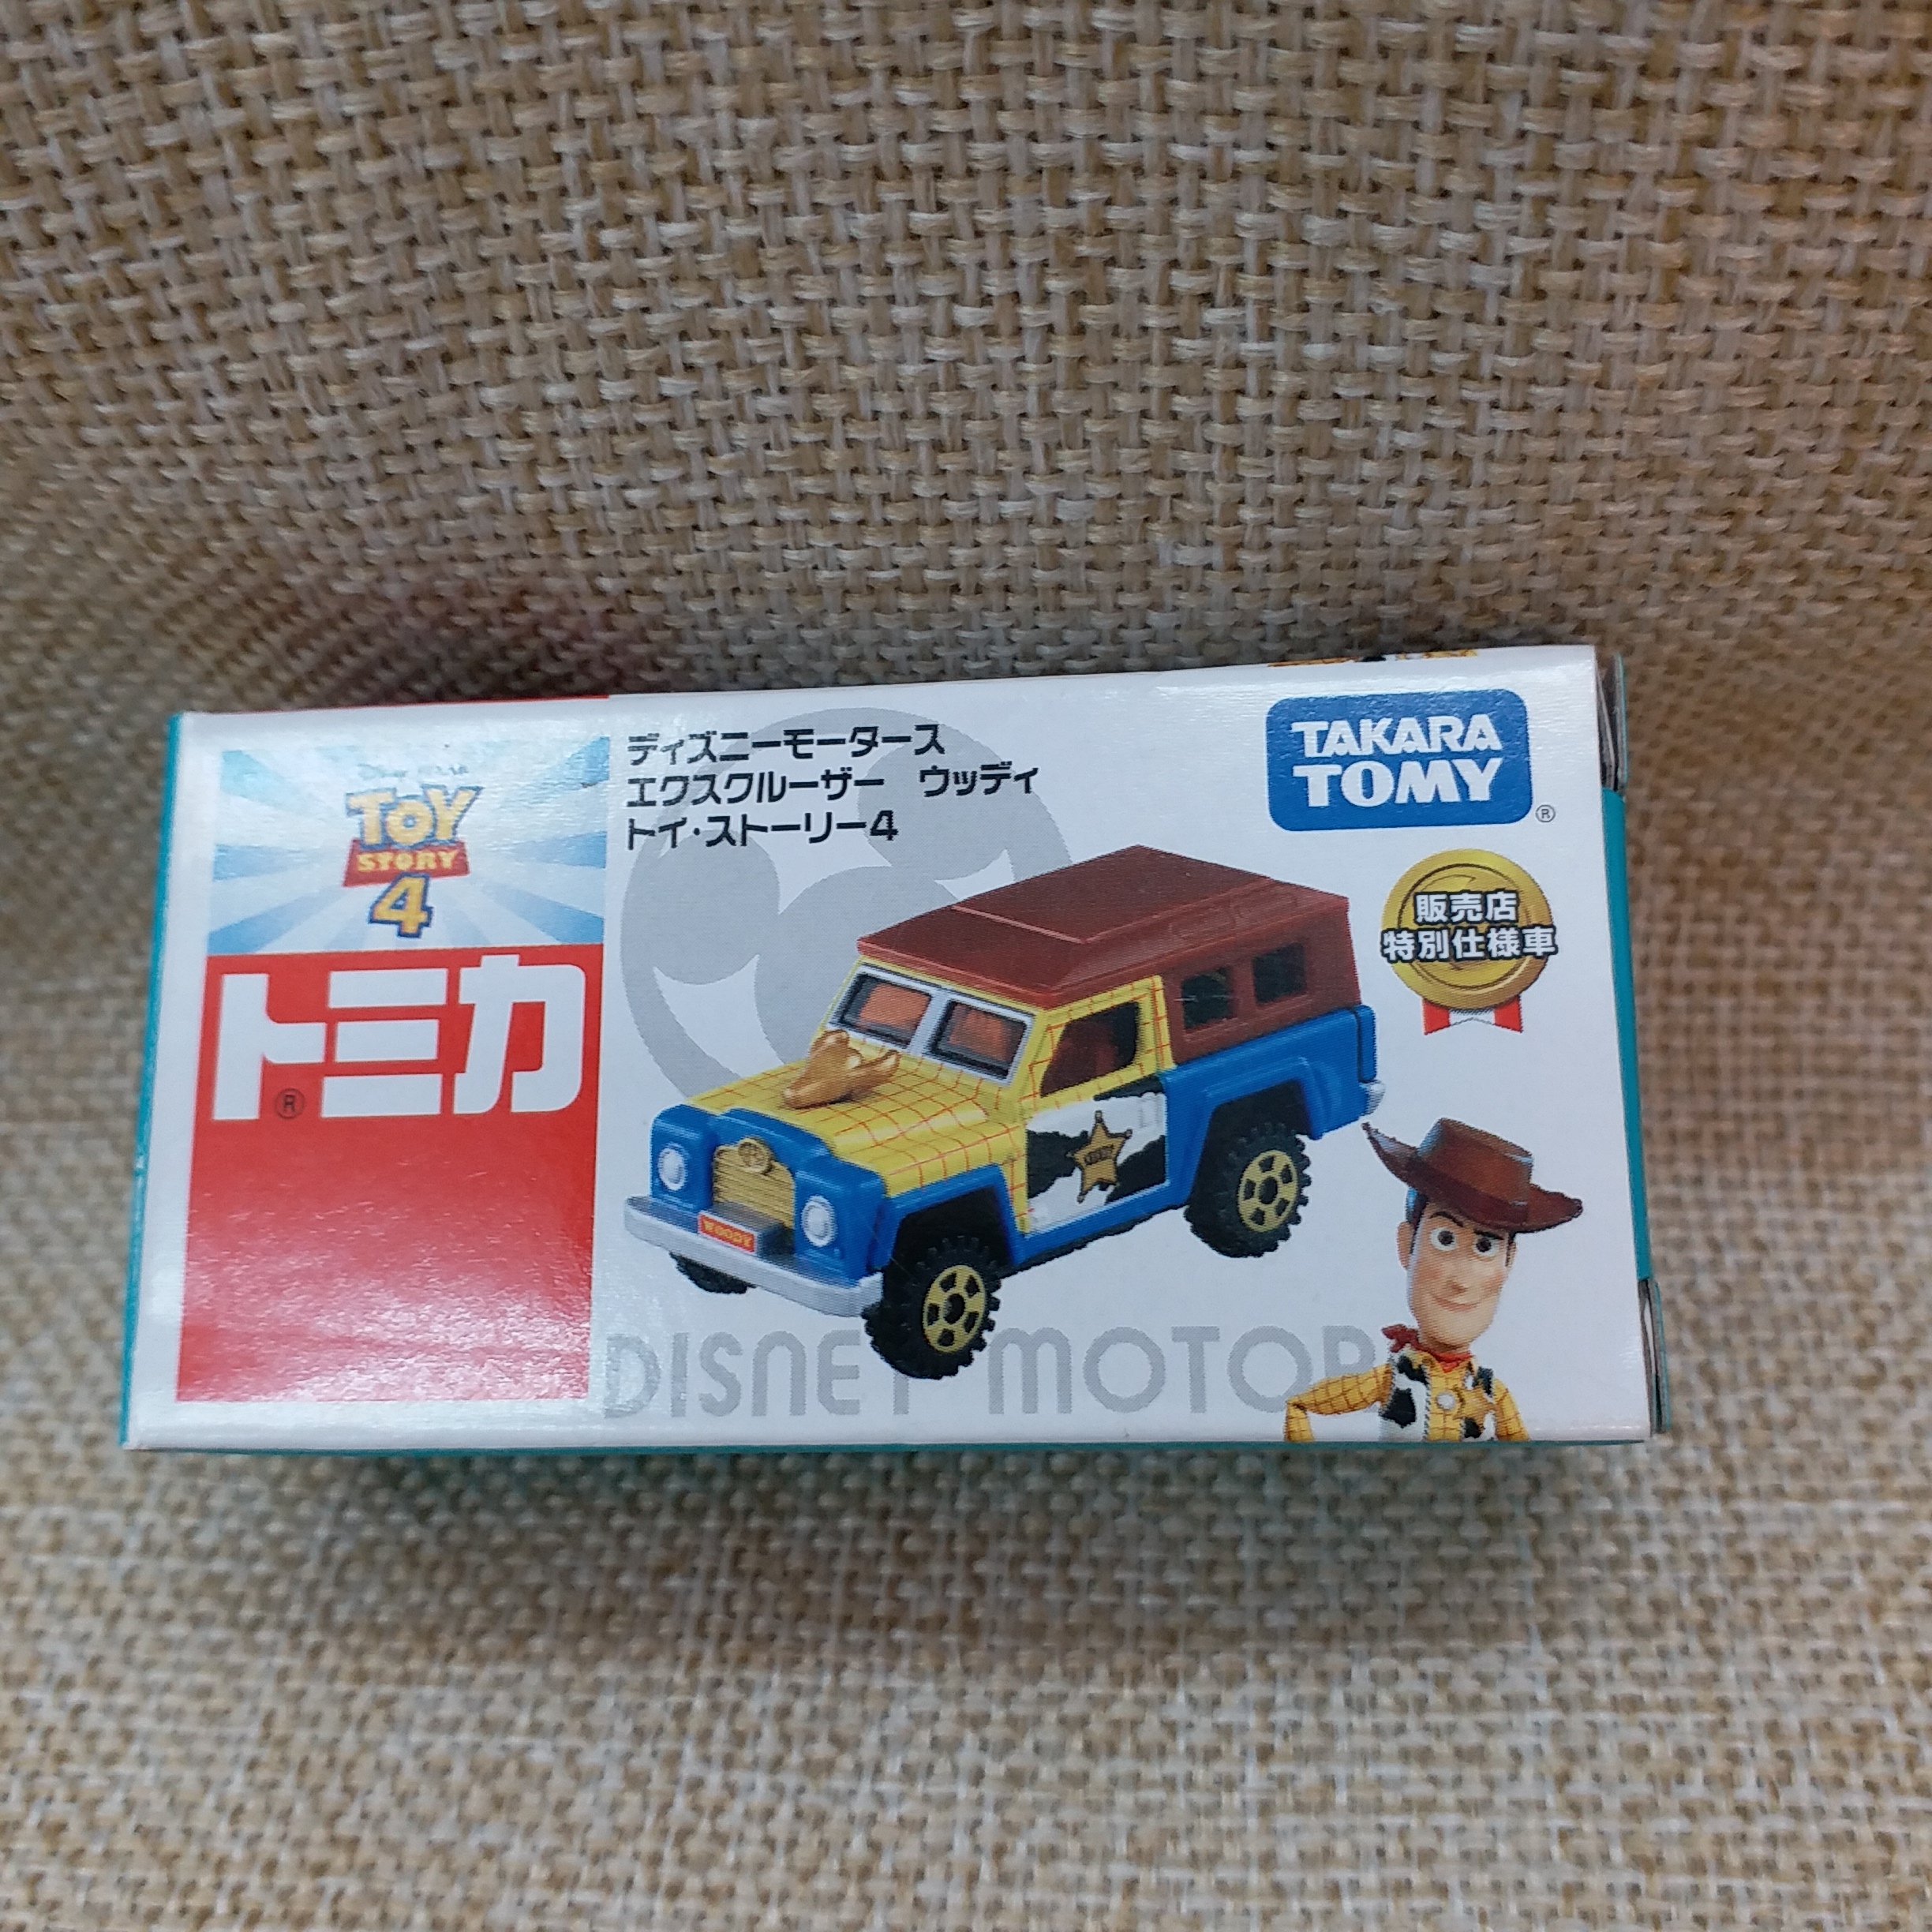 Disney PIXAR
TOY
STORY
4
トミカ
®
ディズニーモータース
エクスクルーザー ウッディ
トイ・ストーリー4
TAKARA
TOMY
®
販売店
特別仕様車
WOODY
DISNEY MOTOR